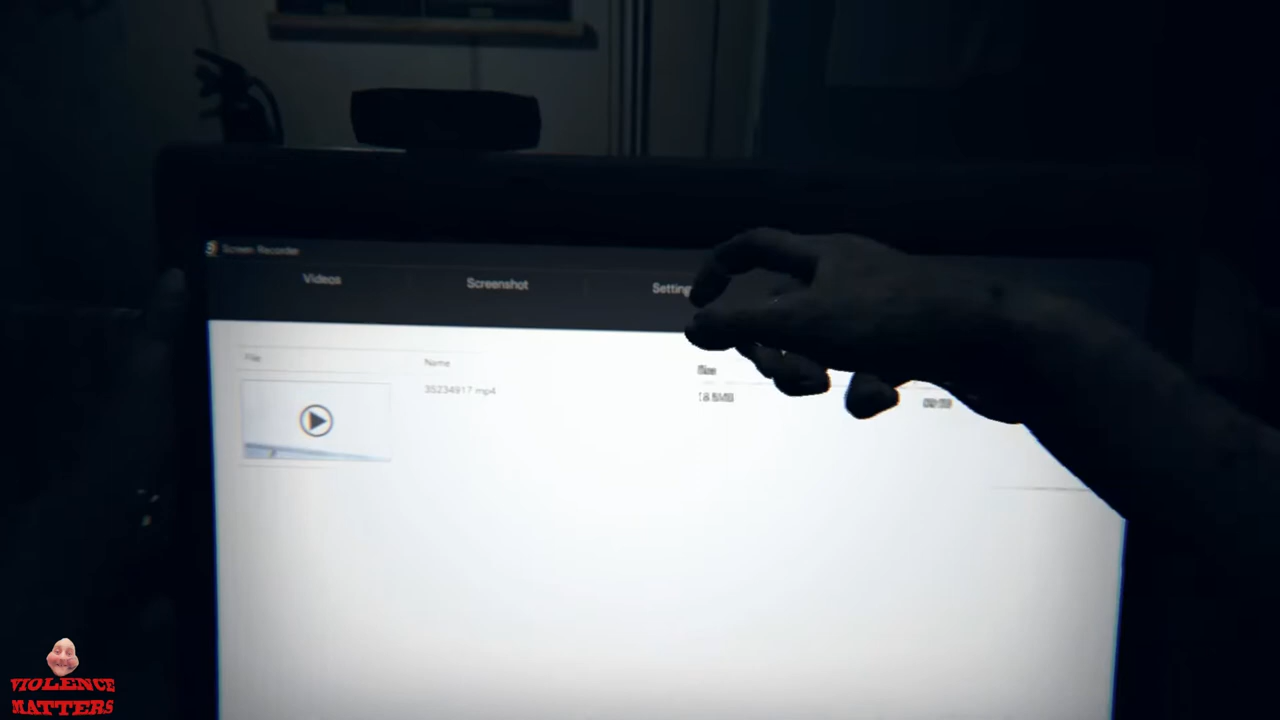 Screen Recorder
Videos
Screenshot
Setting
File
Name
Size
35234917.mp4
VIOLENCE
MATTERS